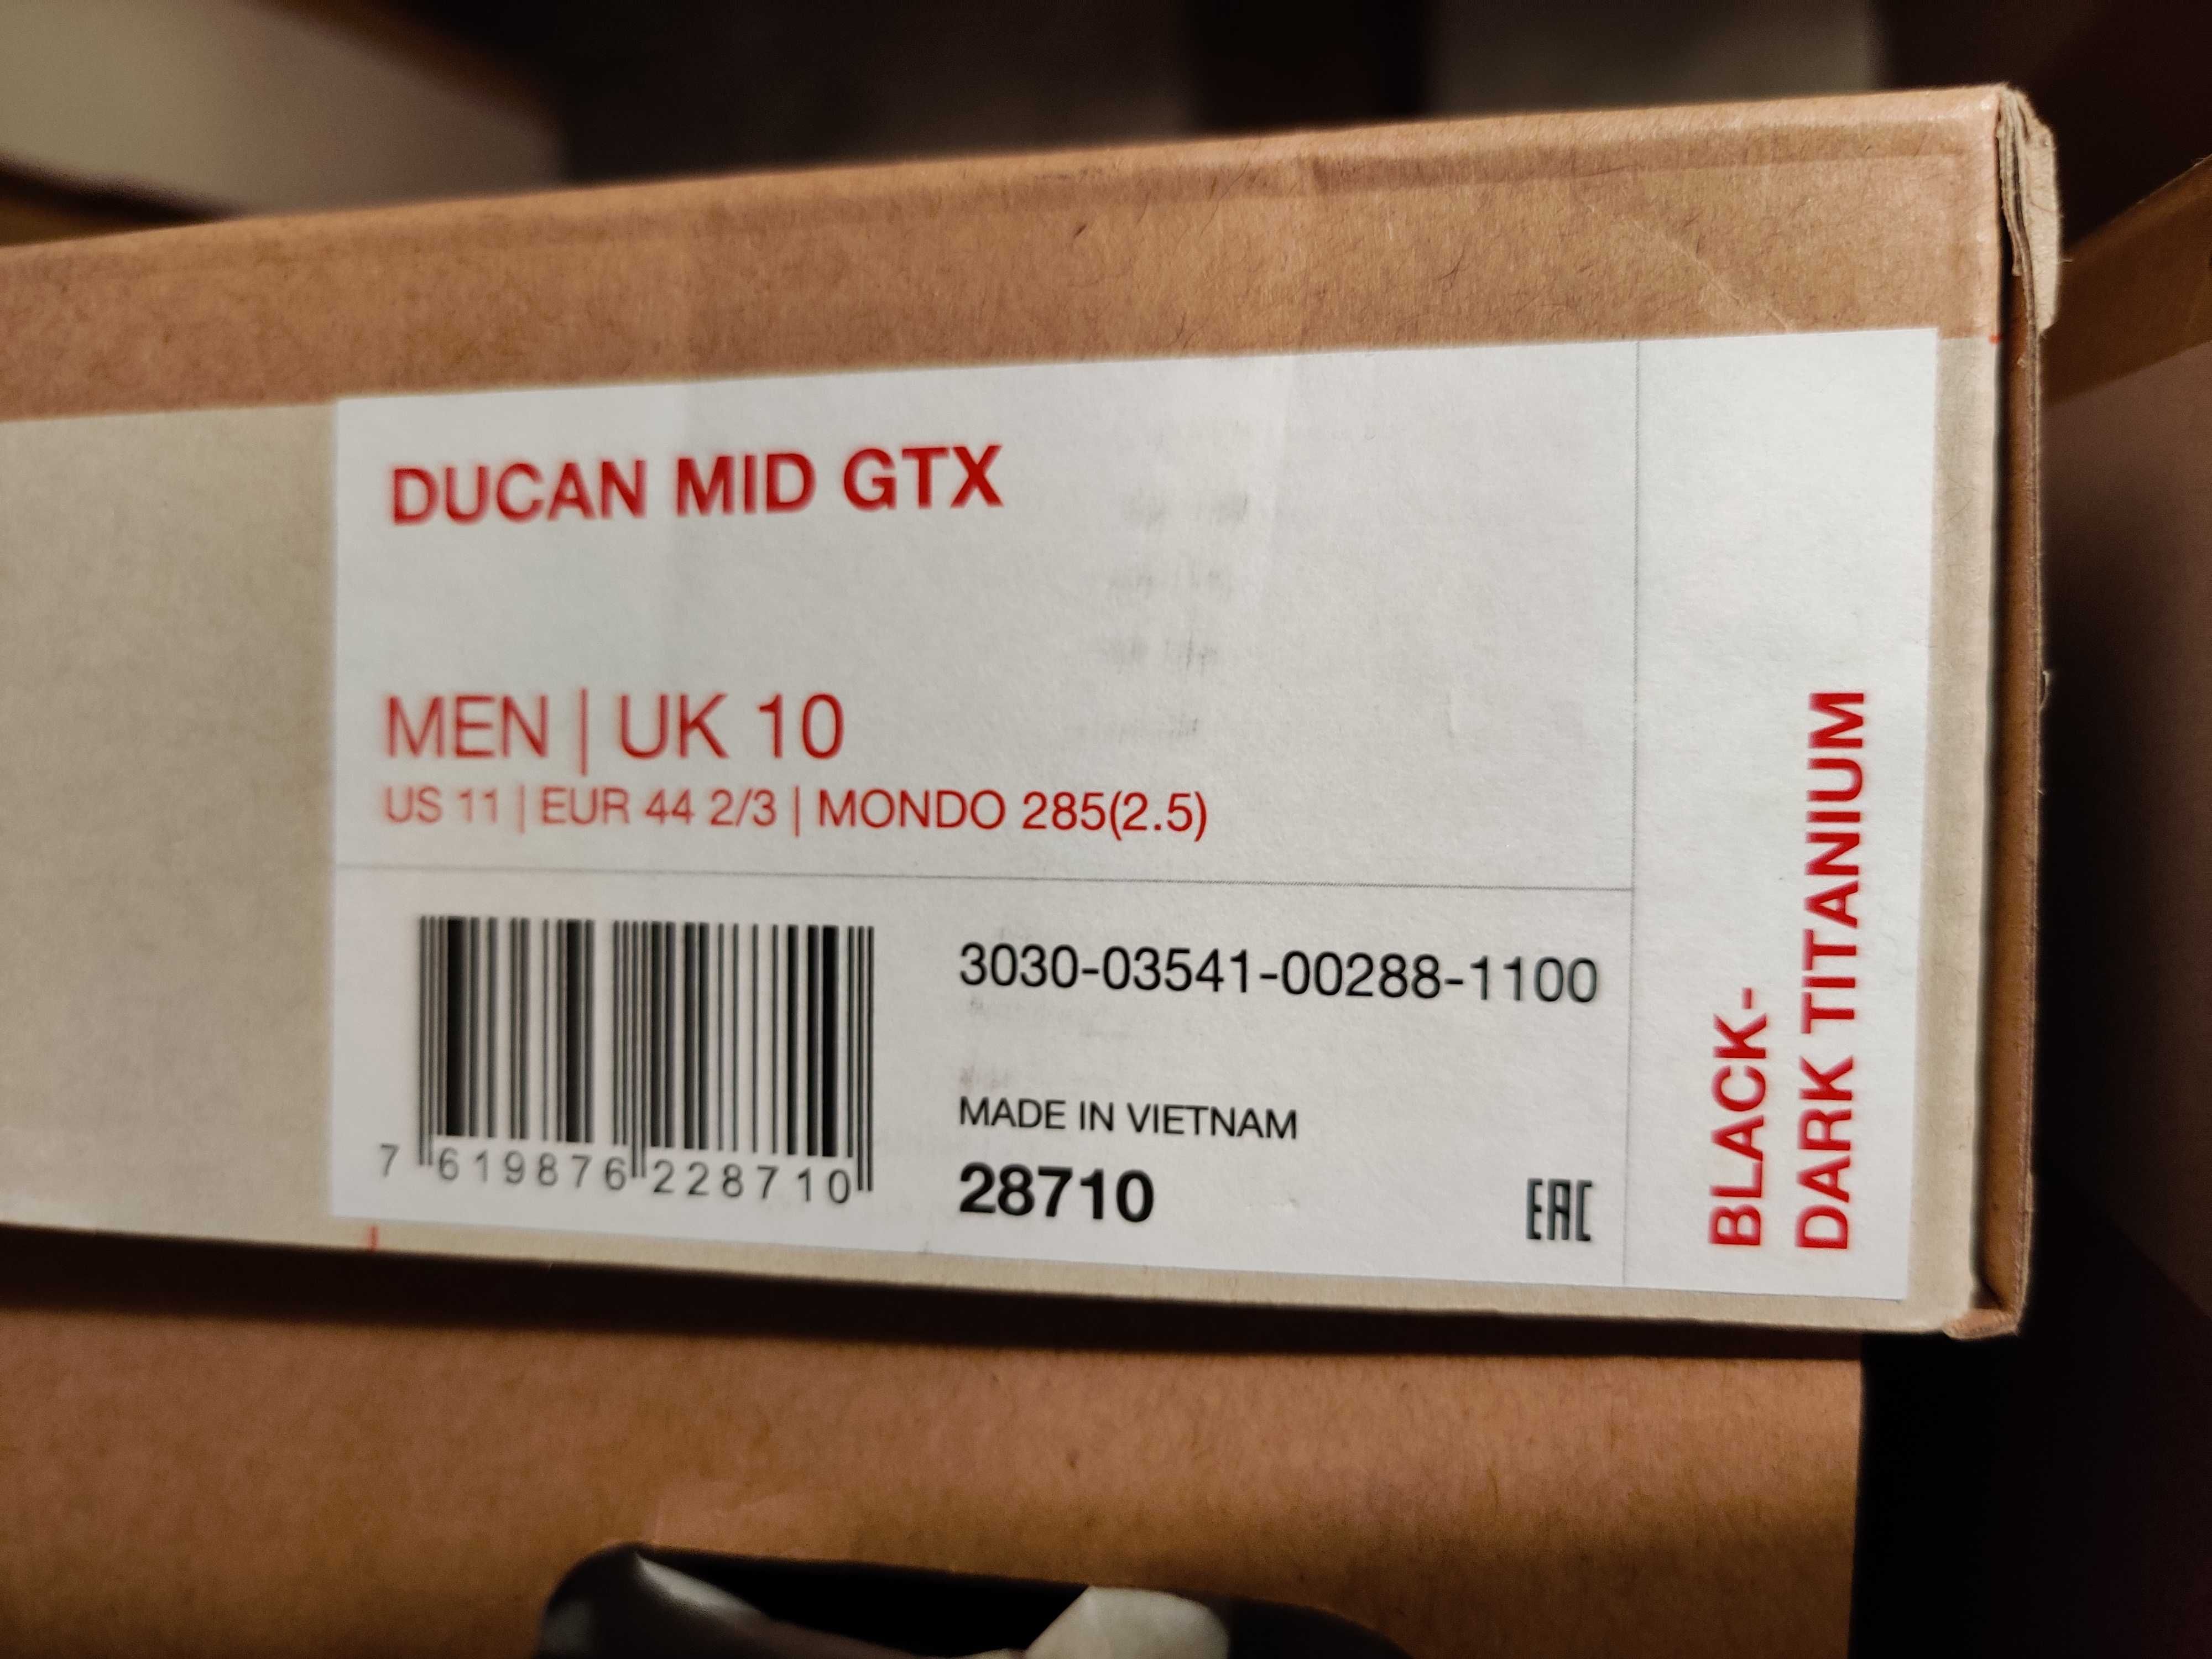 DUCAN MID GTX
MEN | UK 10
US 11 | EUR 44 2/3 | MONDO 285(2.5)
7 619876 228710
3030-03541-00288-1100
MADE IN VIETNAM
28710
EAC
BLACK-
DARK TITANIUM